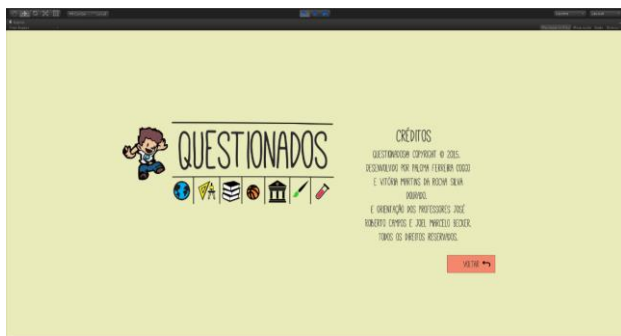 QUESTIONADOS
CRÉDITOS
QUESTIONADOS® COPYRIGHT © 2015.
DESENVOLVIDO POR PALOMA FERREIRA COGO
E VITÓRIA MARTINS DA ROCHA SILVA
DOURADO.
E ORIENTAÇÃO DOS PROFESSORES JOSÉ
ROBERTO CAMPOS E JOEL MARCELO BECKER.
TODOS OS DIREITOS RESERVADOS.
VOLTAR